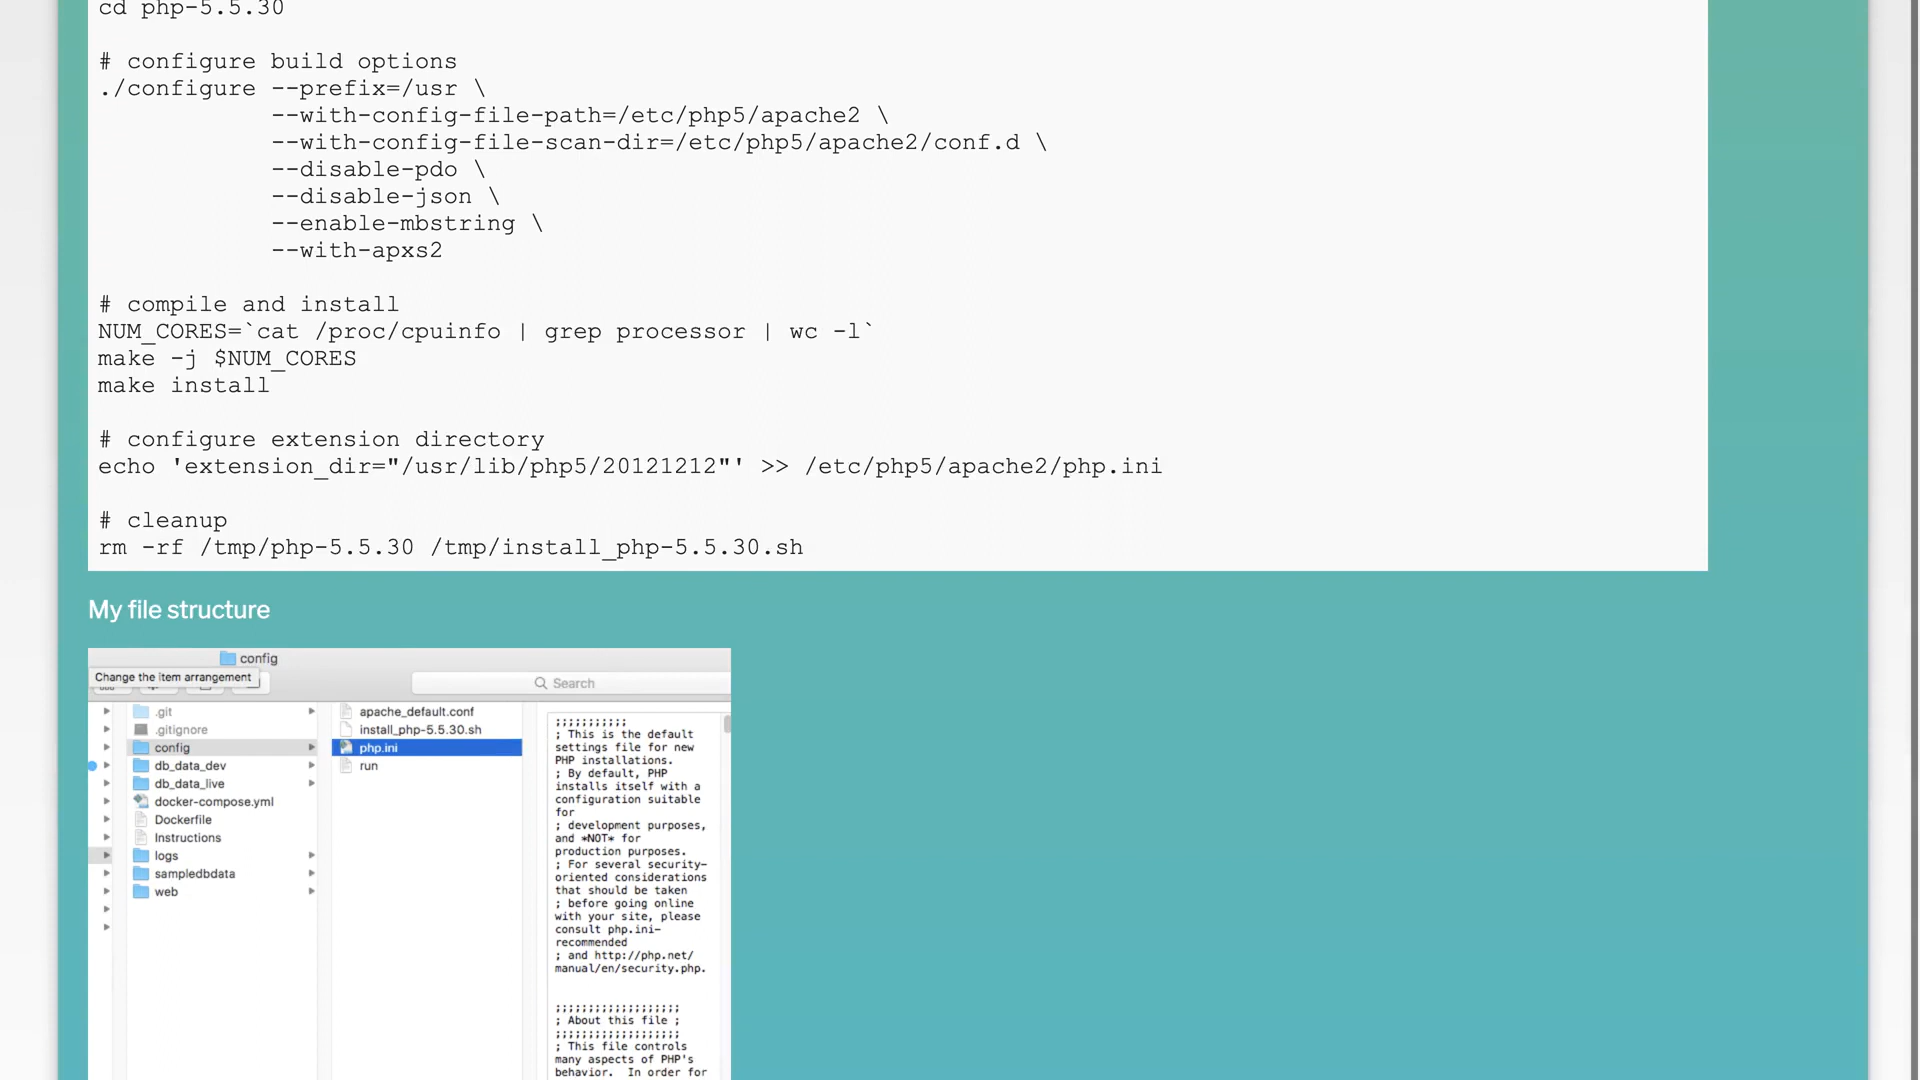 cd php-5.5.30
# configure build options
./configure --prefix=/usr \
--with-config-file-path=/etc/php5/apache2 \
--with-config-file-scan-dir=/etc/php5/apache2/conf.d \
--disable-pdo \
--disable-json \
--enable-mbstring \
--with-apxs2
# compile and install
NUM_CORES=`cat /proc/cpuinfo | grep processor | wc -l`
make -j $NUM_CORES
make install
# configure extension directory
echo 'extension_dir="/usr/lib/php5/20121212"' >> /etc/php5/apache2/php.ini
# cleanup
rm -rf /tmp/php-5.5.30 /tmp/install_php-5.5.30.sh
My file structure
config
Change the item arrangement
Search
.git
.gitignore
config
db_data_dev
db_data_live
docker-compose.yml
Dockerfile
Instructions
logs
sampledbdata
web
apache_default.conf
install_php-5.5.30.sh
php.ini
run
;;;;;;;;;;;
; This is the default
settings file for new
PHP installations.
; By default, PHP
installs itself with a
configuration suitable
for
; development purposes,
and *NOT* for
production purposes.
; For several security-
oriented considerations
that should be taken
; before going online
with your site, please
consult php.ini-
recommended
; and http://php.net/
manual/en/security.php.
;;;;;;;;;;;;;;;;;;;
; About this file ;
;;;;;;;;;;;;;;;;;;;
; This file controls
many aspects of PHP's
behavior. In order for